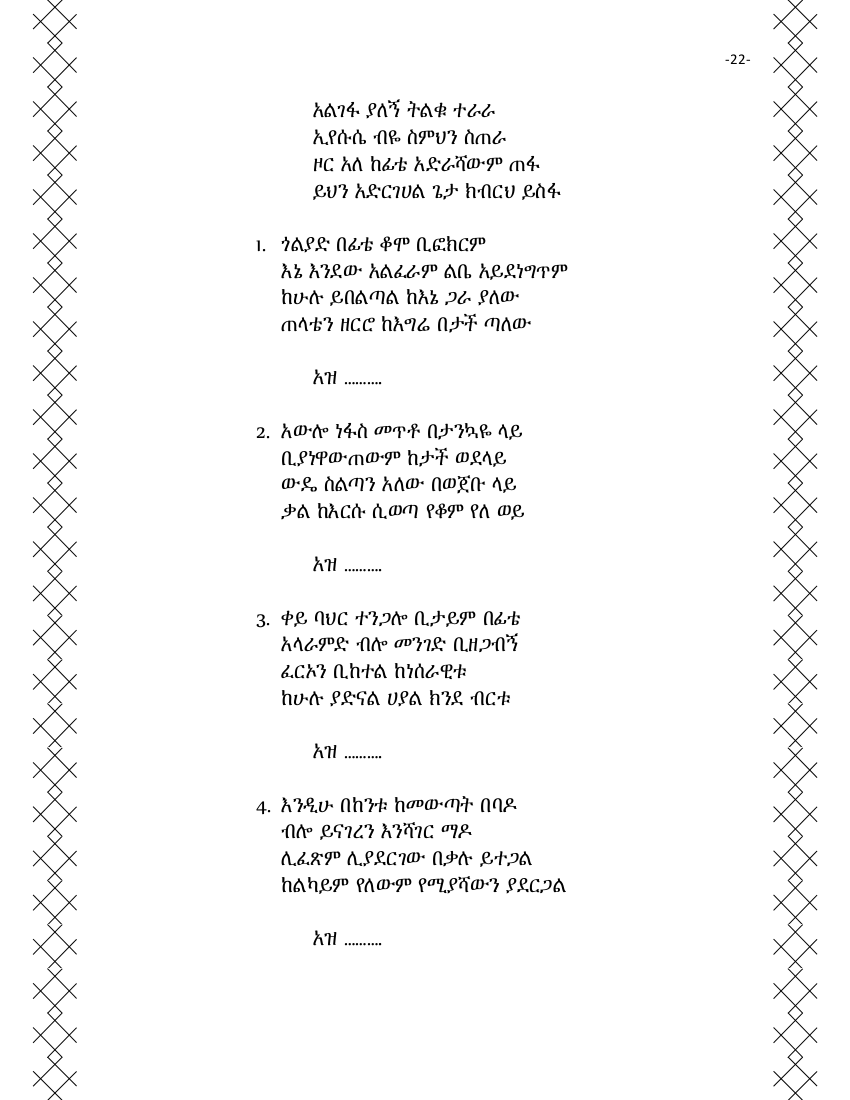 -22-
አልገፋ ያለኝ ትልቁ ተራራ
ኢየሱሴ ብዬ ስምህን ስጠራ
ዞር አለ ከፊቴ አድራሻውም ጠፋ
ይህን አድርገሀል ጌታ ክብርህ ይስፋ
1. ጎልያድ በፊቴ ቆሞ ቢፎክርም
እኔ እንደው አልፈራም ልቤ አይደነግጥም
ከሁሉ ይበልጣል ከእኔ ጋራ ያለው
ጠላቴን ዘርሮ ከእግሬ በታች ጣለው
አዝ ..........
2. አውሎ ነፋስ መጥቶ በታንኳዬ ላይ
ቢያነዋውጠውም ከታች ወደላይ
ውዴ ስልጣን አለው በወጀቡ ላይ
ቃል ከእርሱ ሲወጣ የቆም የለ ወይ
አዝ ..........
3. ቀይ ባህር ተንጋሎ ቢታይም በፊቴ
አላራምድ ብሎ መንገድ ቢዘጋብኝ
ፈርኦን ቢከተል ከነሰራዊቱ
ከሁሉ ያድናል ሀያል ክንደ ብርቱ
አዝ ..........
4. እንዲሁ በከንቱ ከመውጣት በባዶ
ብሎ ይናገረን እንሻገር ማዶ
ሊፈጽም ሊያደርገው በቃሉ ይተጋል
ከልካይም የለውም የሚያሻውን ያደርጋል
አዝ ..........